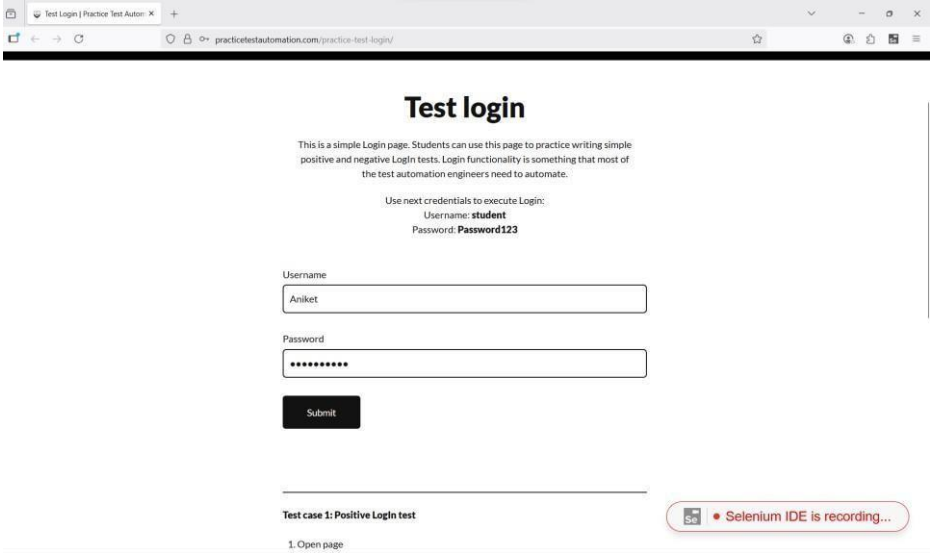 Test Login | Practice Test Autom
practicetestautomation.com/practice-test-login/
Test login
This is a simple Login page. Students can use this page to practice writing simple
positive and negative LogIn tests. Login functionality is something that most of
the test automation engineers need to automate.
Use next credentials to execute Login:
Username: student
Password: Password123
Username
Aniket
Password
••••••••••
Submit
Test case 1: Positive LogIn test
1. Open page
Se
Selenium IDE is recording...